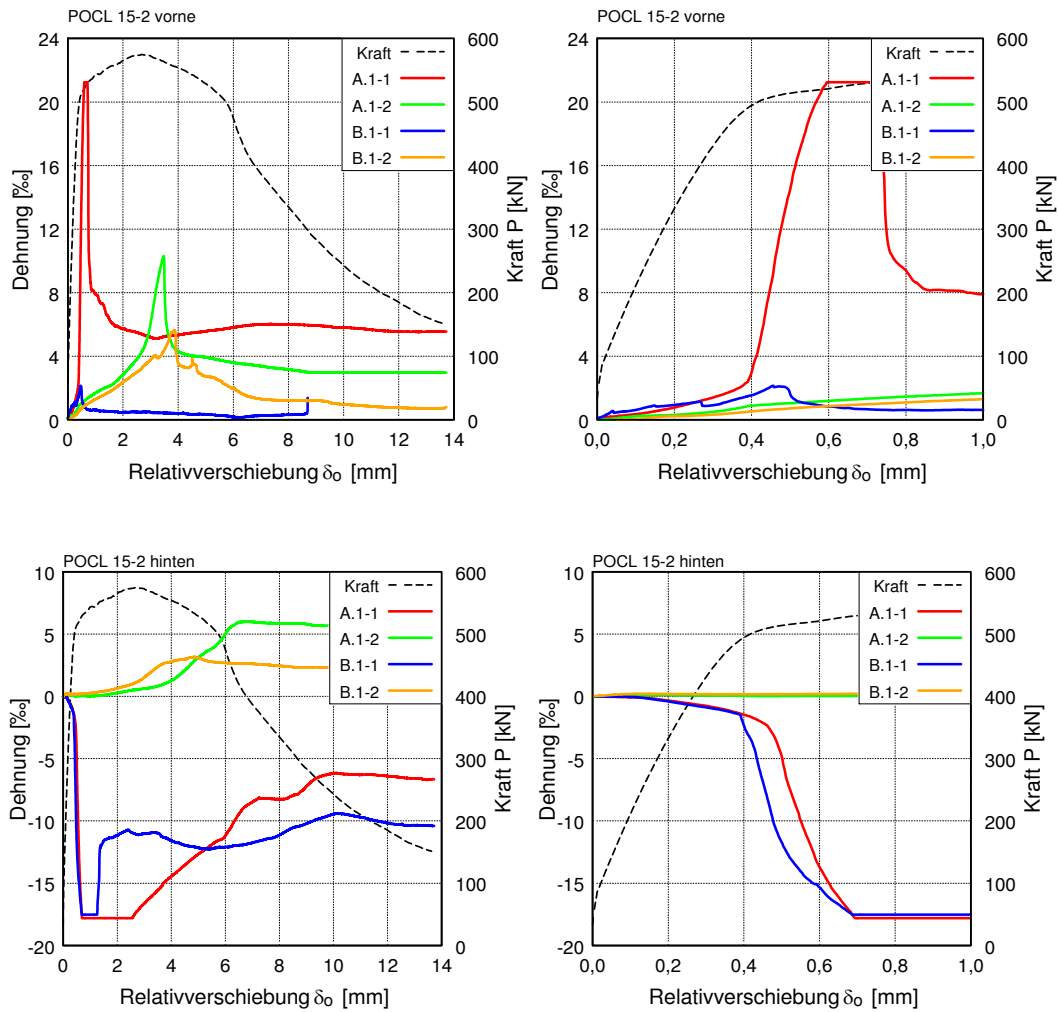 POCL 15-2 vorne
24
20
16
12
8
4
0
600
500
400
300
200
100
0
0 2 4 6 8 10 12 14
Dehnung [‰]
Kraft P [kN]
Relativverschiebung δo [mm]
Kraft
A.1-1
A.1-2
B.1-1
B.1-2
POCL 15-2 vorne
24
20
16
12
8
4
0
600
500
400
300
200
100
0
0,0 0,2 0,4 0,6 0,8 1,0
Dehnung [‰]
Kraft P [kN]
Relativverschiebung δo [mm]
Kraft
A.1-1
A.1-2
B.1-1
B.1-2
POCL 15-2 hinten
10
5
0
-5
-10
-15
-20
600
500
400
300
200
100
0
0 2 4 6 8 10 12 14
Dehnung [‰]
Kraft P [kN]
Relativverschiebung δo [mm]
Kraft
A.1-1
A.1-2
B.1-1
B.1-2
POCL 15-2 hinten
10
5
0
-5
-10
-15
-20
600
500
400
300
200
100
0
0,0 0,2 0,4 0,6 0,8 1,0
Dehnung [‰]
Kraft P [kN]
Relativverschiebung δo [mm]
Kraft
A.1-1
A.1-2
B.1-1
B.1-2